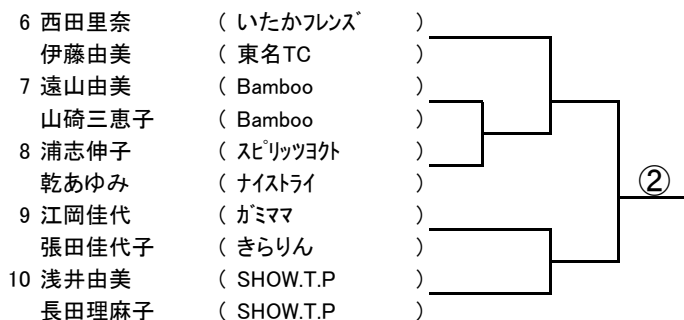 6 西田里奈 ( いたかフレンズ )
伊藤由美 ( 東名TC )
7 遠山由美 ( Bamboo )
山碕三恵子 ( Bamboo )
8 浦志伸子 ( スピリッツヨクト )
乾あゆみ ( ナイストライ )
②
9 江岡佳代 ( ガミママ )
張田佳代子 ( きらりん )
10 浅井由美 ( SHOW.T.P )
長田理麻子 ( SHOW.T.P )